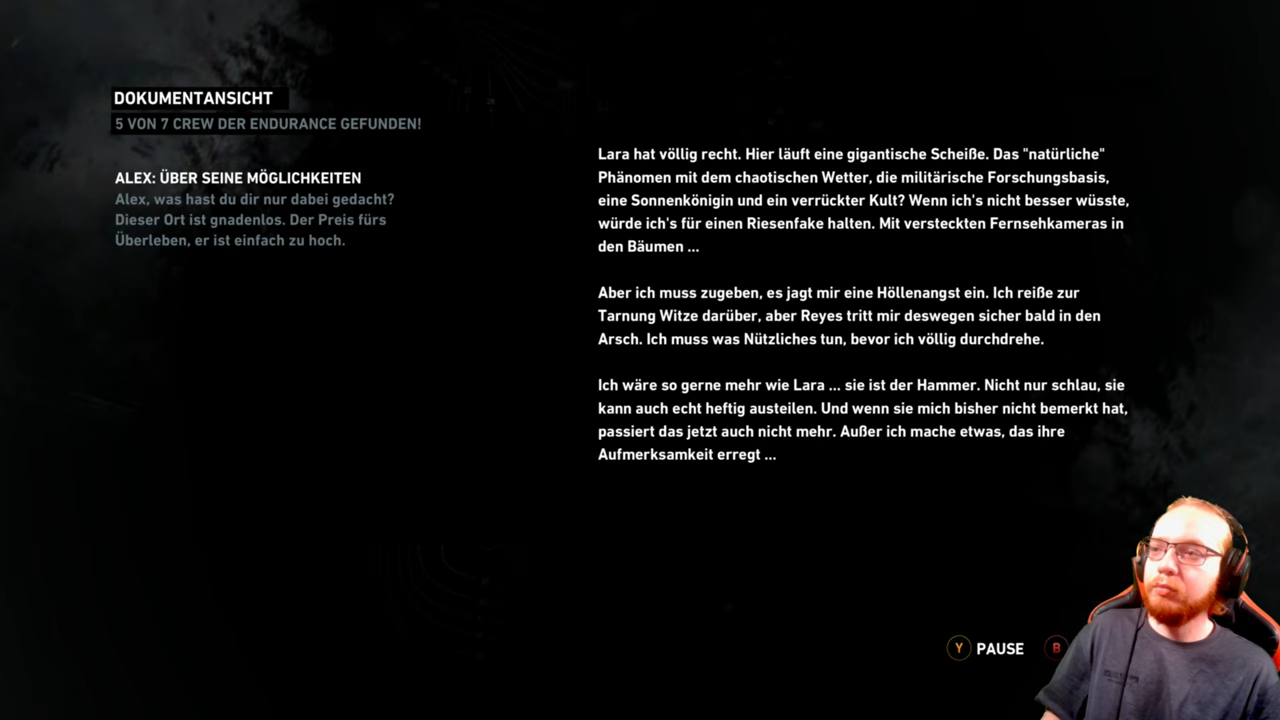 DOKUMENTANSICHT
5 VON 7 CREW DER ENDURANCE GEFUNDEN!
ALEX: ÜBER SEINE MÖGLICHKEITEN
Alex, was hast du dir nur dabei gedacht?
Dieser Ort ist gnadenlos. Der Preis fürs
Überleben, er ist einfach zu hoch.
Lara hat völlig recht. Hier läuft eine gigantische Scheiße. Das "natürliche"
Phänomen mit dem chaotischen Wetter, die militärische Forschungsbasis,
eine Sonnenkönigin und ein verrückter Kult? Wenn ich's nicht besser wüsste,
würde ich's für einen Riesenfake halten. Mit versteckten Fernsehkameras in
den Bäumen ...
Aber ich muss zugeben, es jagt mir eine Höllenangst ein. Ich reiße zur
Tarnung Witze darüber, aber Reyes tritt mir deswegen sicher bald in den
Arsch. Ich muss was Nützliches tun, bevor ich völlig durchdrehe.
Ich wäre so gerne mehr wie Lara ... sie ist der Hammer. Nicht nur schlau, sie
kann auch echt heftig austeilen. Und wenn sie mich bisher nicht bemerkt hat,
passiert das jetzt auch nicht mehr. Außer ich mache etwas, das ihre
Aufmerksamkeit erregt ...
Y PAUSE B